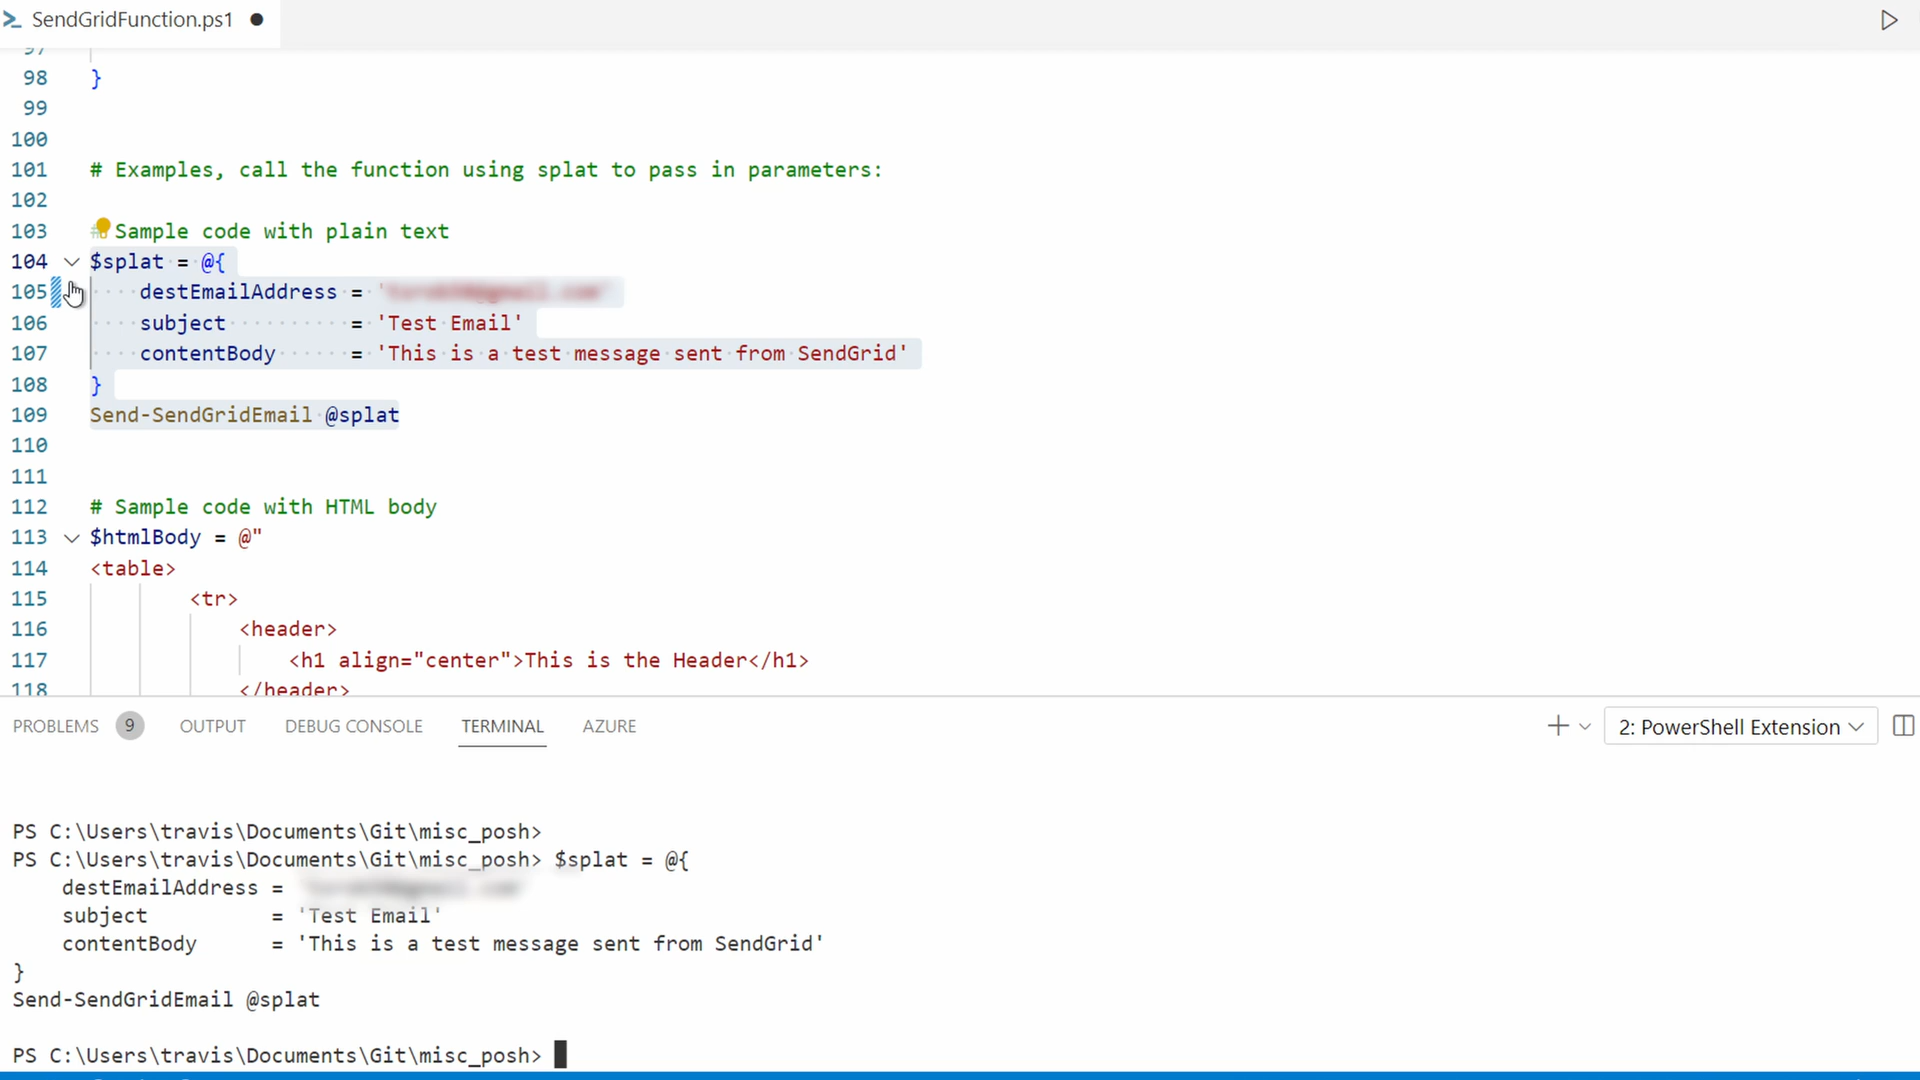 SendGridFunction.ps1
97
98 }
99
100
101 # Examples, call the function using splat to pass in parameters:
102
103 # Sample code with plain text
104 $splat = @{
105 destEmailAddress =
106 subject = 'Test Email'
107 contentBody = 'This is a test message sent from SendGrid'
108 }
109 Send-SendGridEmail @splat
110
111
112 # Sample code with HTML body
113 $htmlBody = @"
114 <table>
115 <tr>
116 <header>
117 <h1 align="center">This is the Header</h1>
118 </header>
PROBLEMS 9 OUTPUT DEBUG CONSOLE TERMINAL AZURE 2: PowerShell Extension
PS C:\Users\travis\Documents\Git\misc_posh>
PS C:\Users\travis\Documents\Git\misc_posh> $splat = @{
destEmailAddress =
subject = 'Test Email'
contentBody = 'This is a test message sent from SendGrid'
}
Send-SendGridEmail @splat
PS C:\Users\travis\Documents\Git\misc_posh>